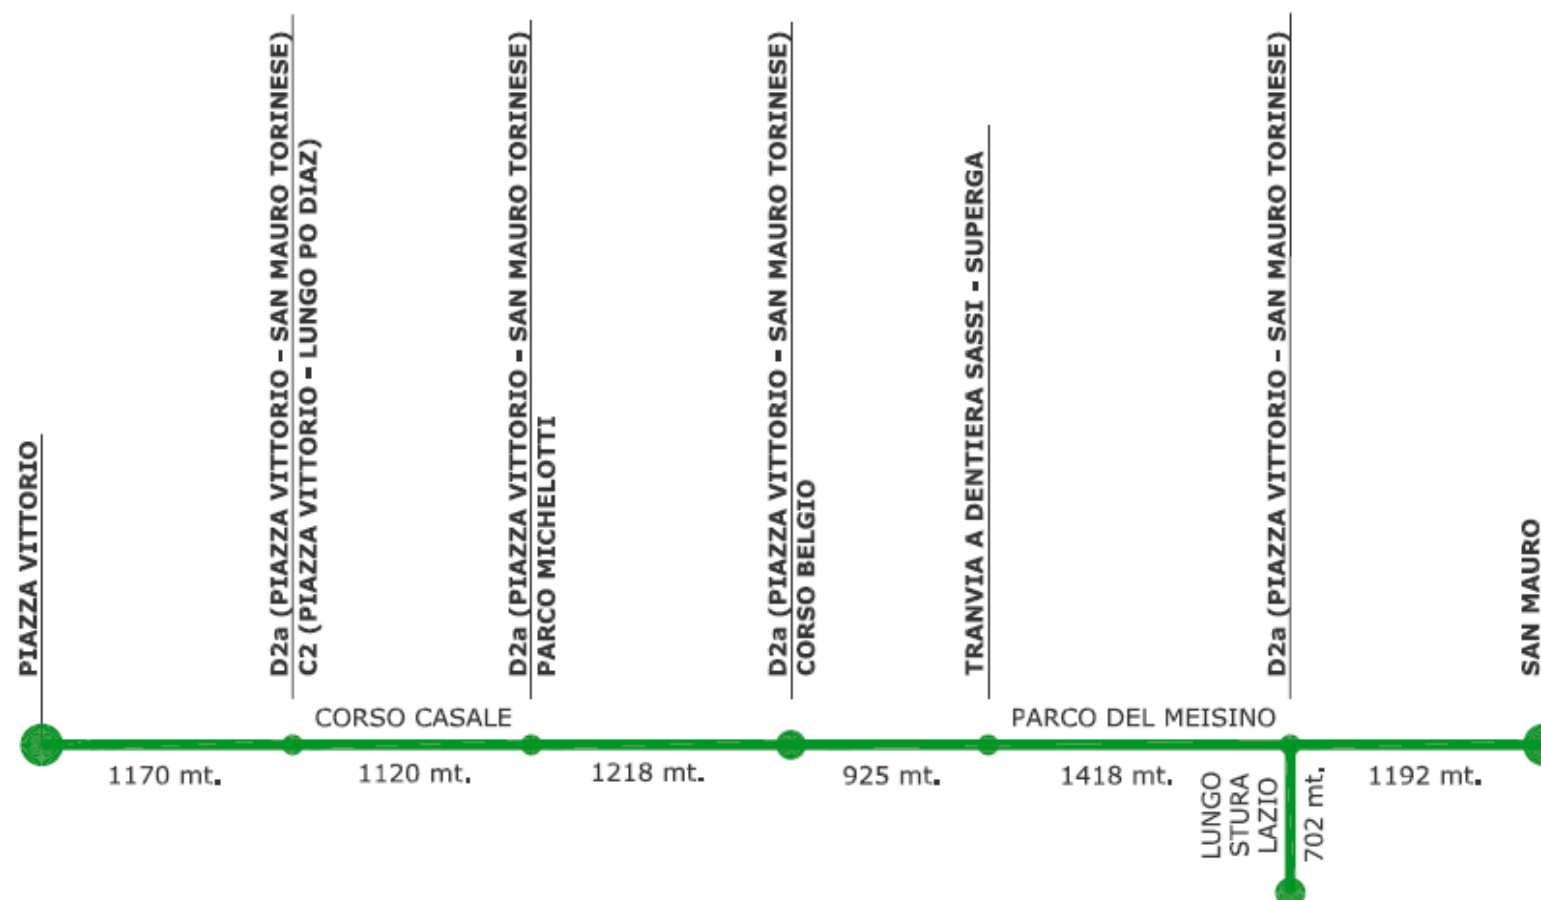 PIAZZA VITTORIO
D2a (PIAZZA VITTORIO - SAN MAURO TORINESE)
C2 (PIAZZA VITTORIO - LUNGO PO DIAZ)
D2a (PIAZZA VITTORIO - SAN MAURO TORINESE)
PARCO MICHELOTTI
D2a (PIAZZA VITTORIO - SAN MAURO TORINESE)
CORSO BELGIO
TRANVIA A DENTIERA SASSI - SUPERGA
D2a (PIAZZA VITTORIO - SAN MAURO TORINESE)
SAN MAURO
CORSO CASALE
PARCO DEL MEISINO
1170 mt.
1120 mt.
1218 mt.
925 mt.
1418 mt.
1192 mt.
LUNGO
STURA
LAZIO
702 mt.